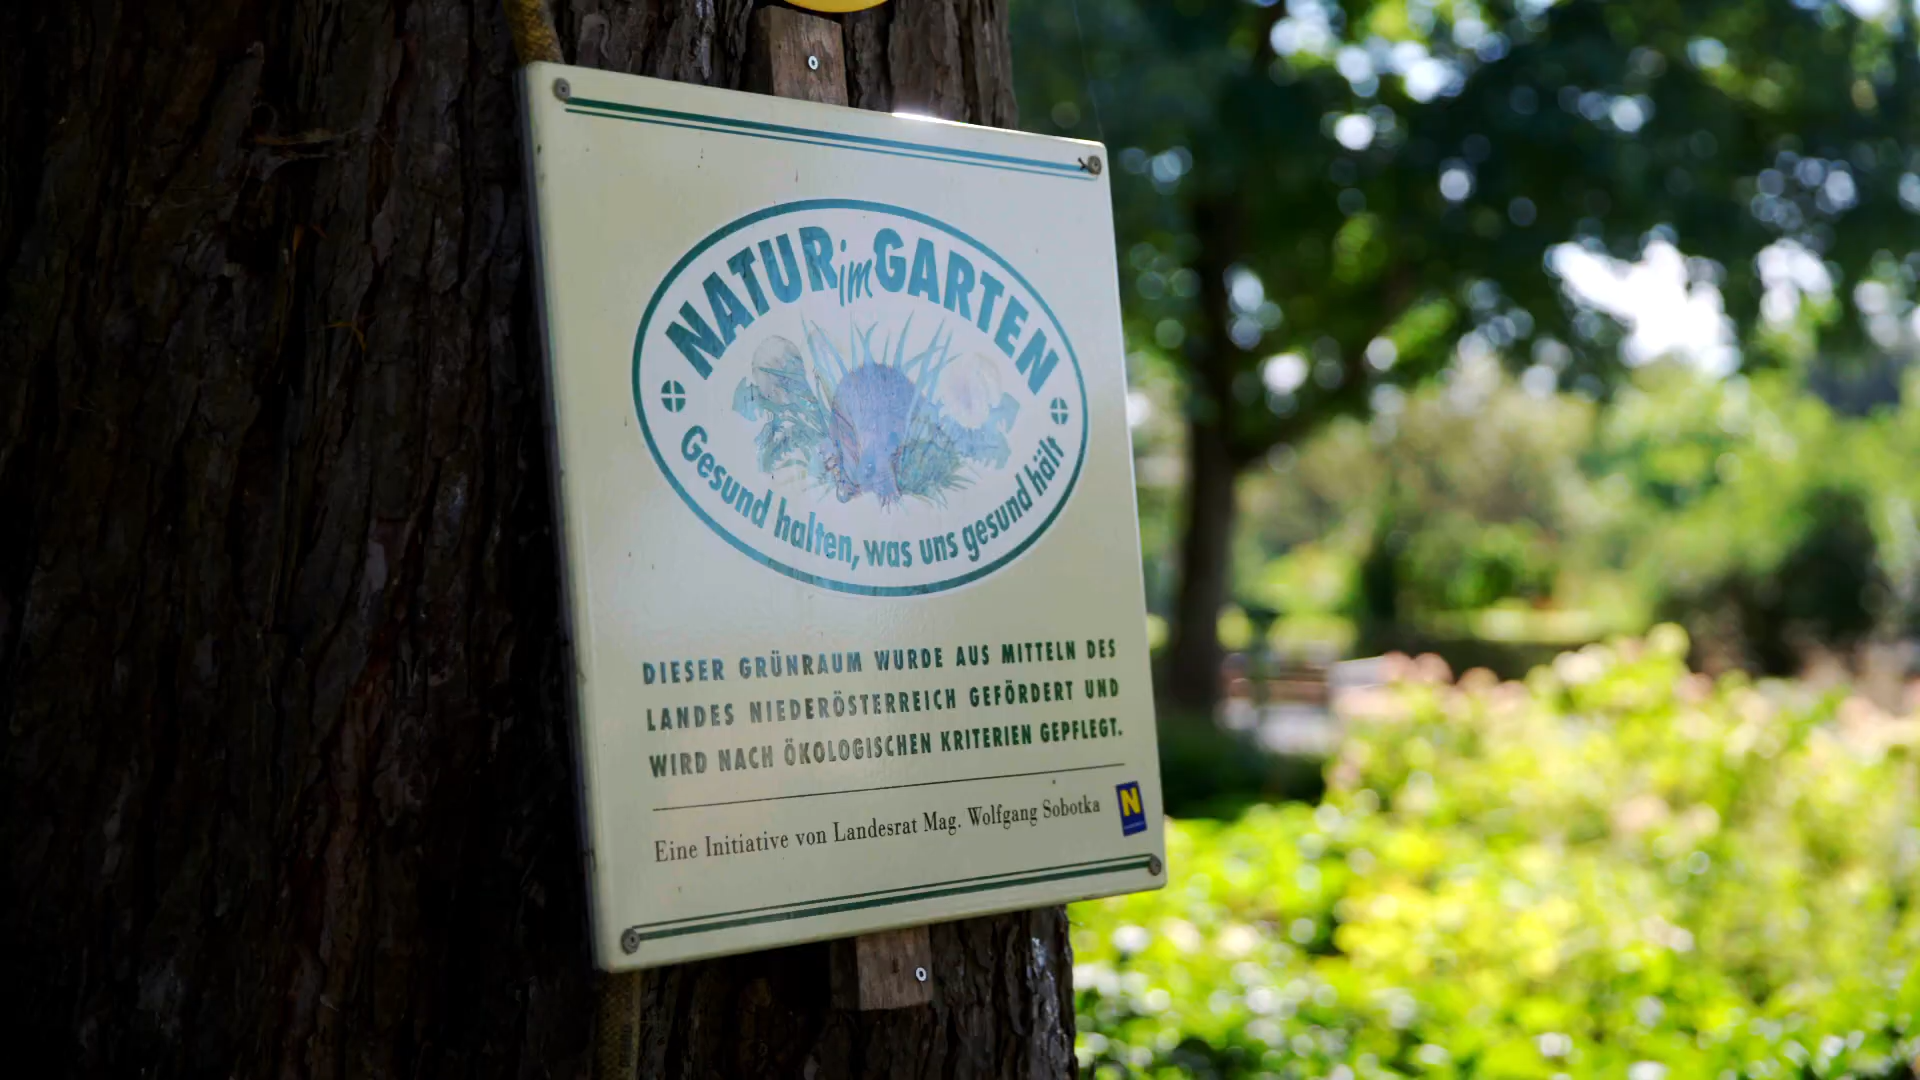 NATUR im GARTEN
Gesund halten, was uns gesund hält
DIESER GRÜNRAUM WURDE AUS MITTELN DES
LANDES NIEDERÖSTERREICH GEFÖRDERT UND
WIRD NACH ÖKOLOGISCHEN KRITERIEN GEPFLEGT.
Eine Initiative von Landesrat Mag. Wolfgang Sobotka
N